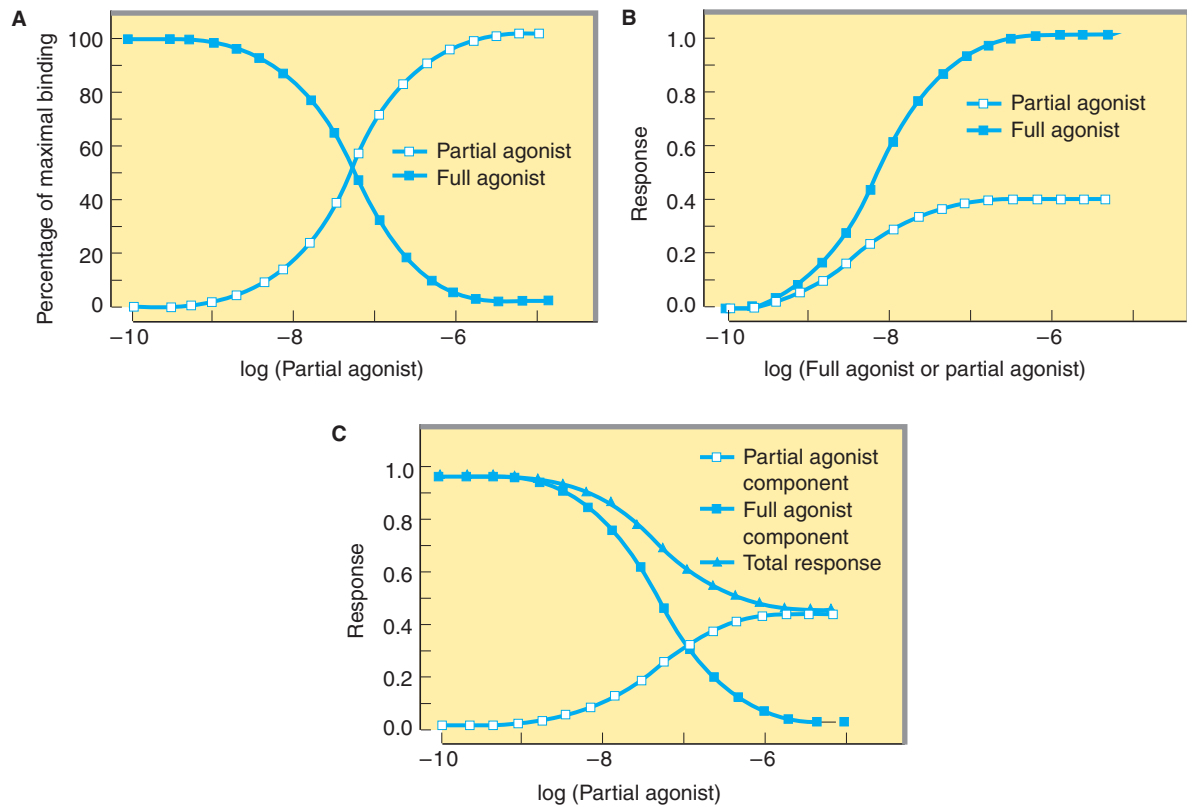 A
Percentage of maximal binding
100
80
60
40
20
0
Partial agonist
Full agonist
−10
−8
−6
log (Partial agonist)
B
Response
1.0
0.8
0.6
0.4
0.2
0.0
Partial agonist
Full agonist
−10
−8
−6
log (Full agonist or partial agonist)
C
Response
1.0
0.8
0.6
0.4
0.2
0.0
Partial agonist
component
Full agonist
component
Total response
−10
−8
−6
log (Partial agonist)